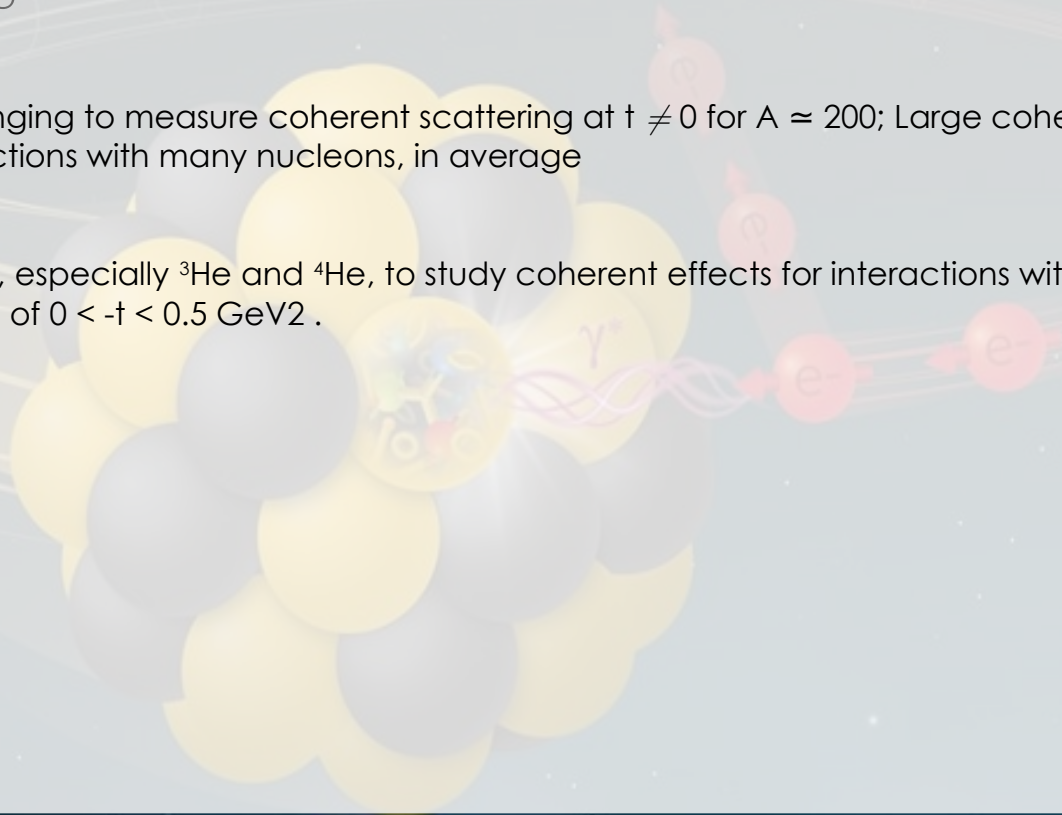 nging to measure coherent scattering at t ≠ 0 for A ≃ 200; Large cohe
ctions with many nucleons, in average
, especially ³He and ⁴He, to study coherent effects for interactions wit
of 0 < -t < 0.5 GeV2 .
e-
e-
γ*
e-
e-